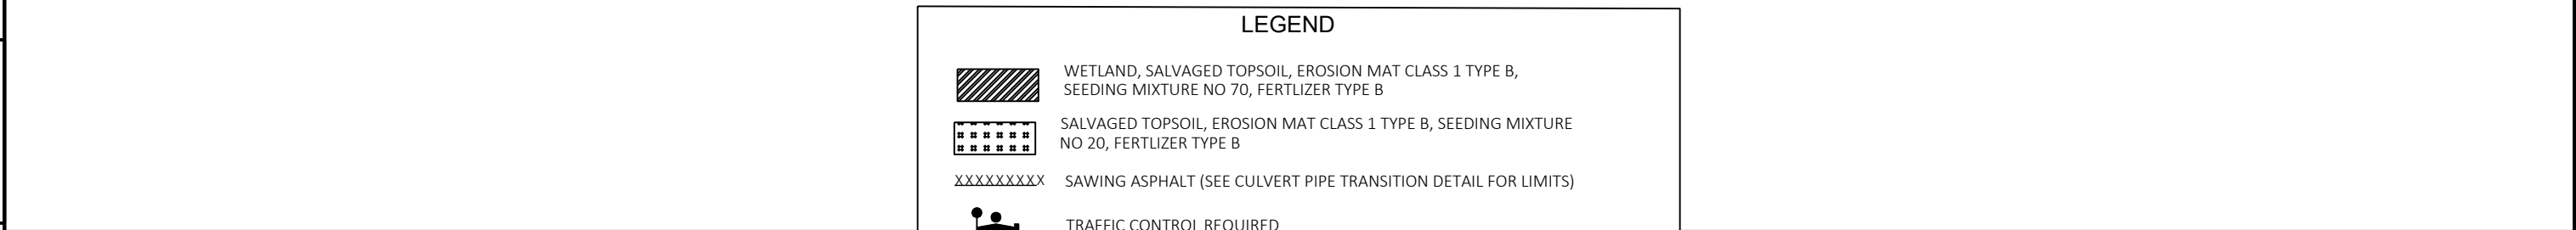 LEGEND
WETLAND, SALVAGED TOPSOIL, EROSION MAT CLASS 1 TYPE B,
SEEDING MIXTURE NO 70, FERTLIZER TYPE B
SALVAGED TOPSOIL, EROSION MAT CLASS 1 TYPE B, SEEDING MIXTURE
NO 20, FERTLIZER TYPE B
XXXXXXXXX SAWING ASPHALT (SEE CULVERT PIPE TRANSITION DETAIL FOR LIMITS)
TRAFFIC CONTROL REQUIRED